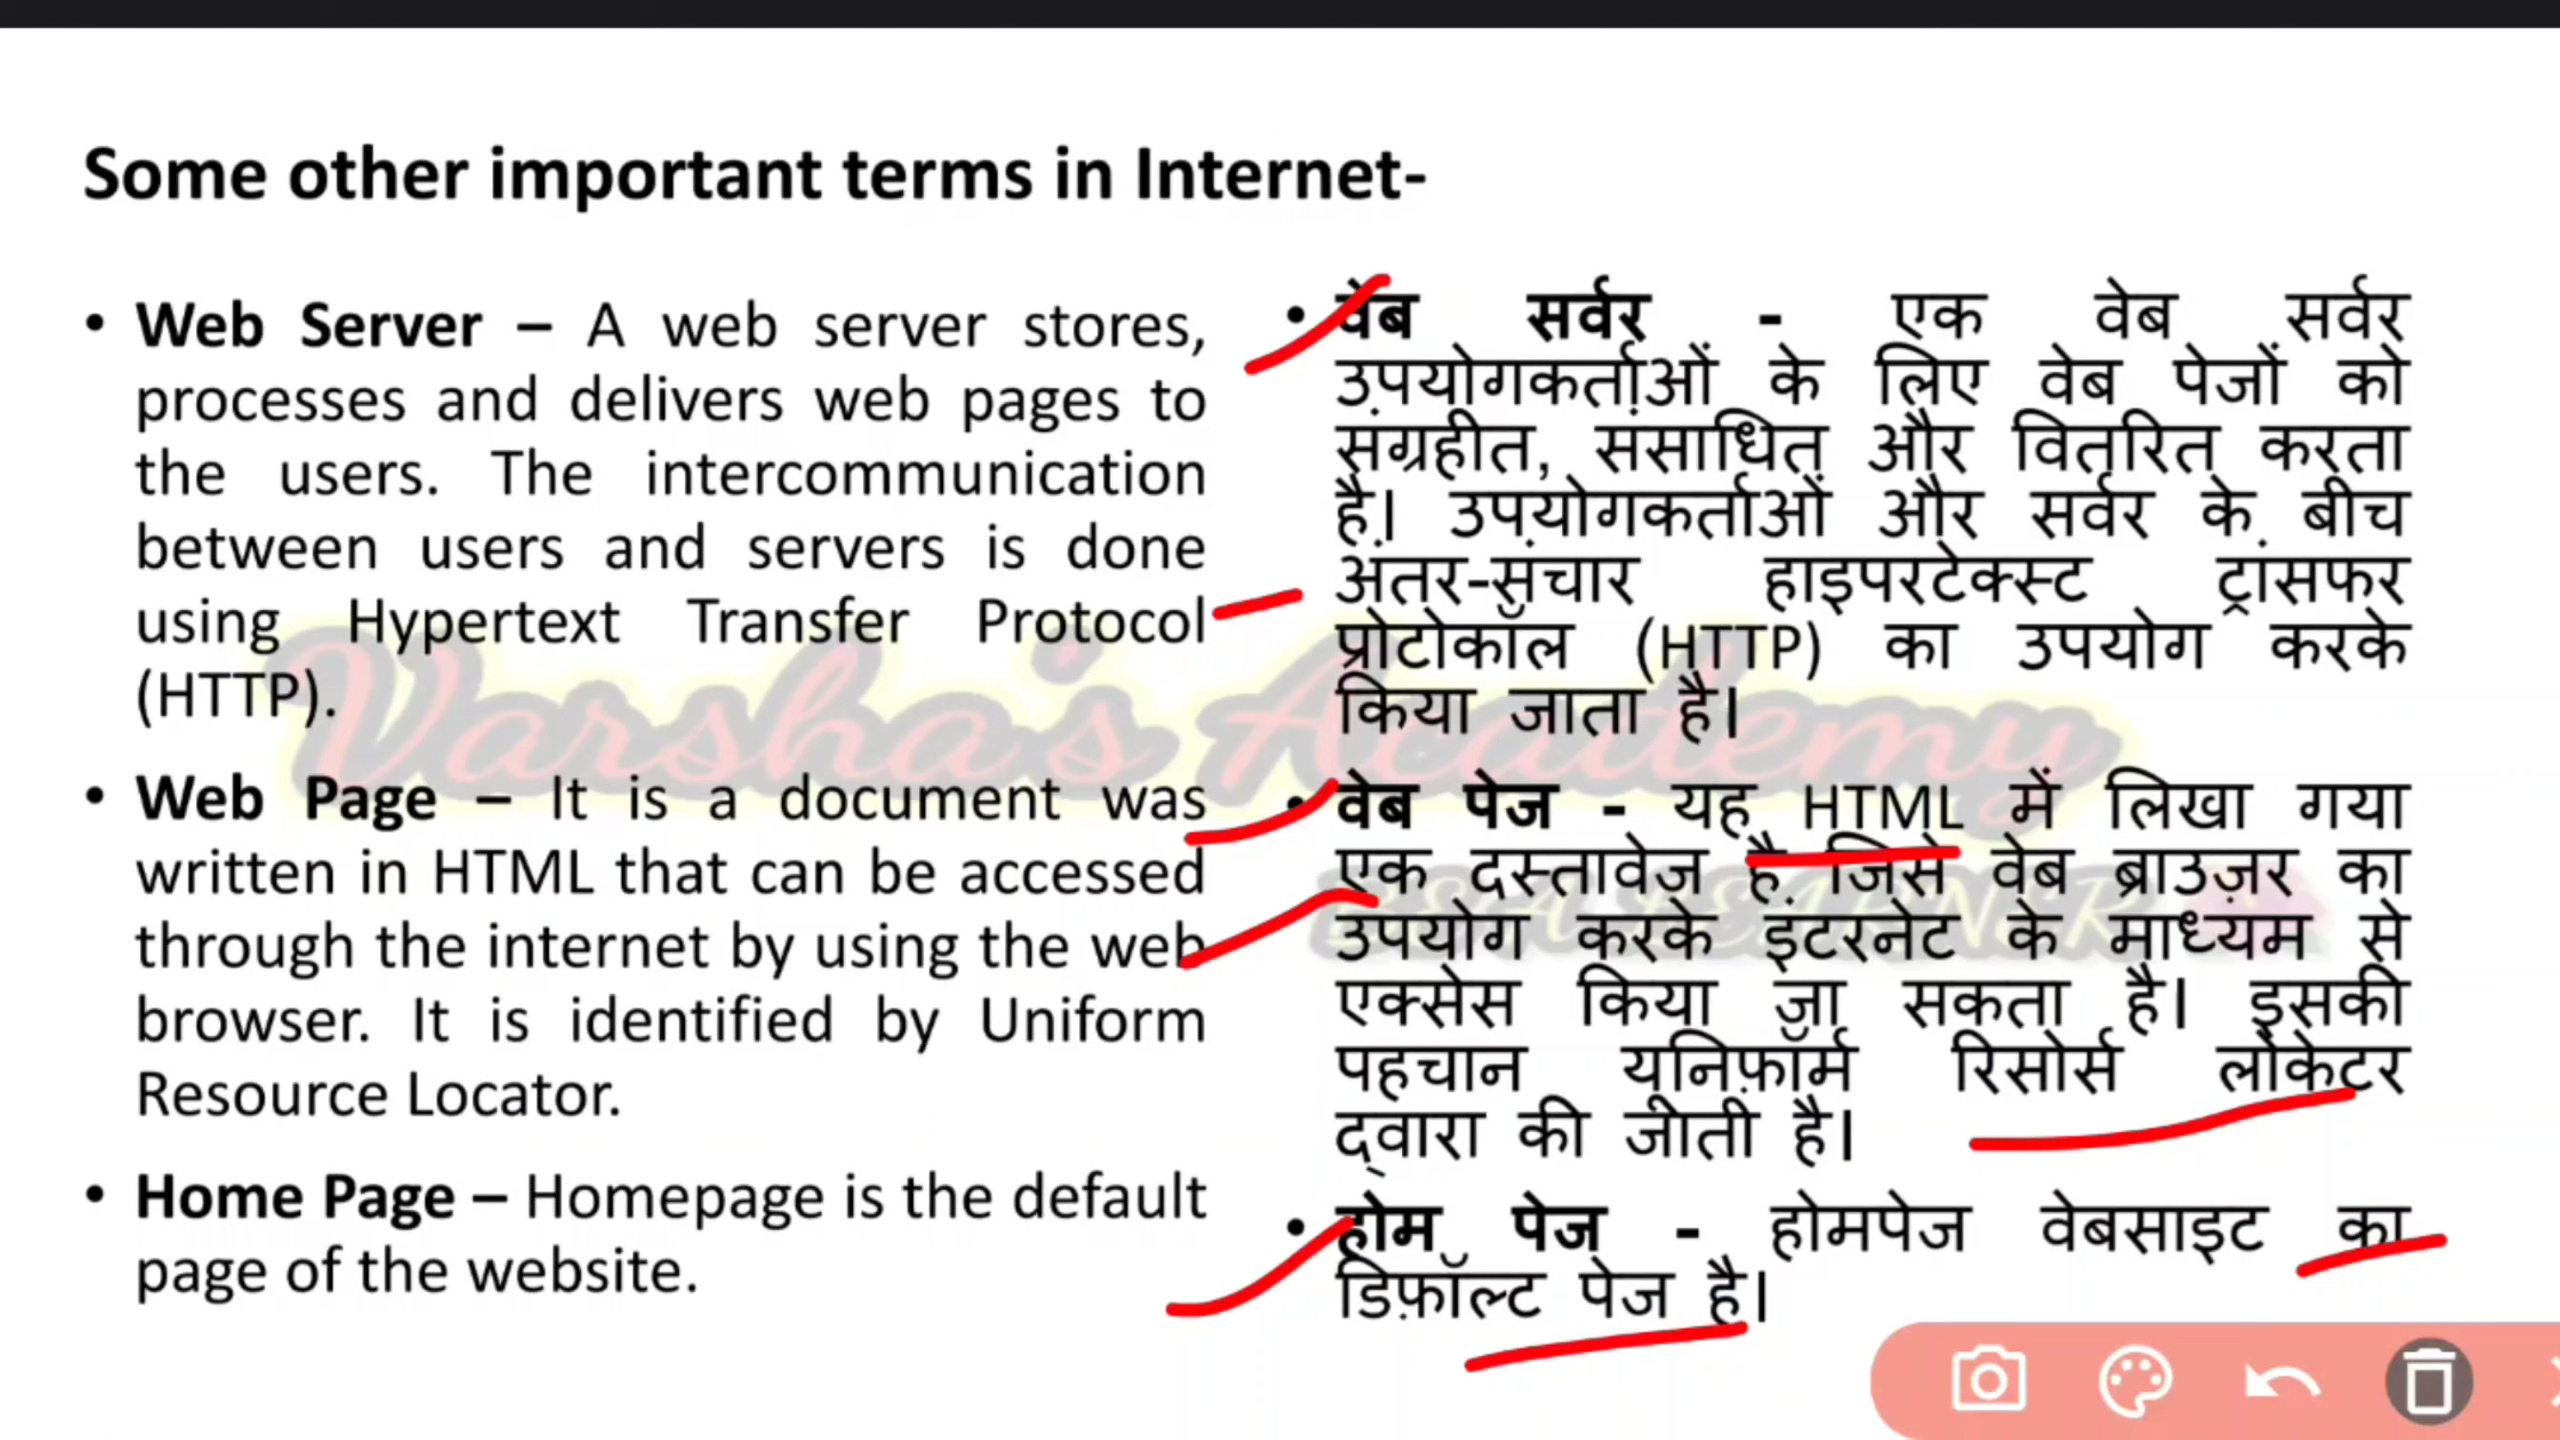 Some other important terms in Internet-
• Web Server – A web server stores,
processes and delivers web pages to
the users. The intercommunication
between users and servers is done
using Hypertext Transfer Protocol
(HTTP).
• Web Page – It is a document was
written in HTML that can be accessed
through the internet by using the web
browser. It is identified by Uniform
Resource Locator.
• Home Page – Homepage is the default
page of the website.
• वेब सर्वर - एक वेब सर्वर
उपयोगकर्ताओं के लिए वेब पेजों को
संग्रहीत, संसाधित और वितरित करता
है। उपयोगकर्ताओं और सर्वर के बीच
अंतर-संचार हाइपरटेक्स्ट ट्रांसफर
प्रोटोकॉल (HTTP) का उपयोग करके
किया जाता है।
• वेब पेज - यह HTML में लिखा गया
एक दस्तावेज़ है जिसे वेब ब्राउज़र का
उपयोग करके इंटरनेट के माध्यम से
एक्सेस किया जा सकता है। इसकी
पहचान यूनिफ़ॉर्म रिसोर्स लोकेटर
द्वारा की जाती है।
• होम पेज - होमपेज वेबसाइट का
डिफ़ॉल्ट पेज है।
Varsha's Academy